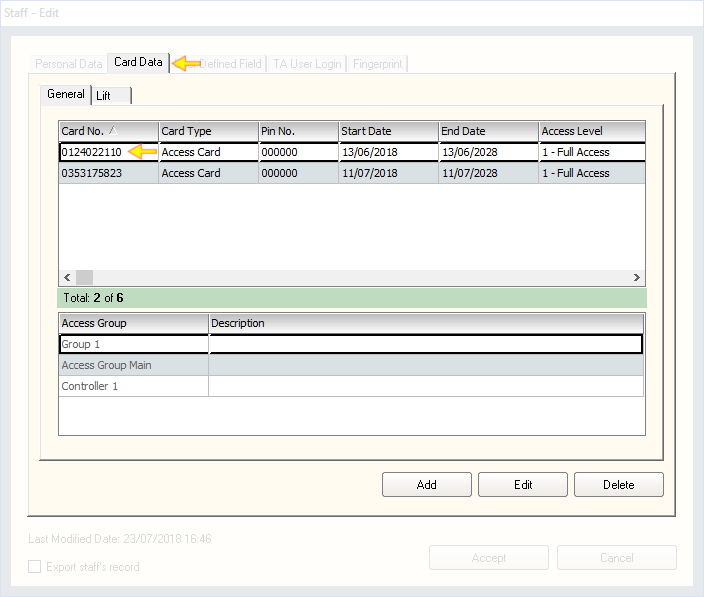 Staff - Edit
Personal Data Card Data Defined Field TA User Login Fingerprint
General Lift
Card No. Card Type Pin No. Start Date End Date Access Level
0124022110 Access Card 000000 13/06/2018 13/06/2028 1 - Full Access
0353175823 Access Card 000000 11/07/2018 11/07/2028 1 - Full Access
Total: 2 of 6
Access Group Description
Group 1
Access Group Main
Controller 1
Add Edit Delete
Last Modified Date: 23/07/2018 16:46
Export staff's record
Accept Cancel